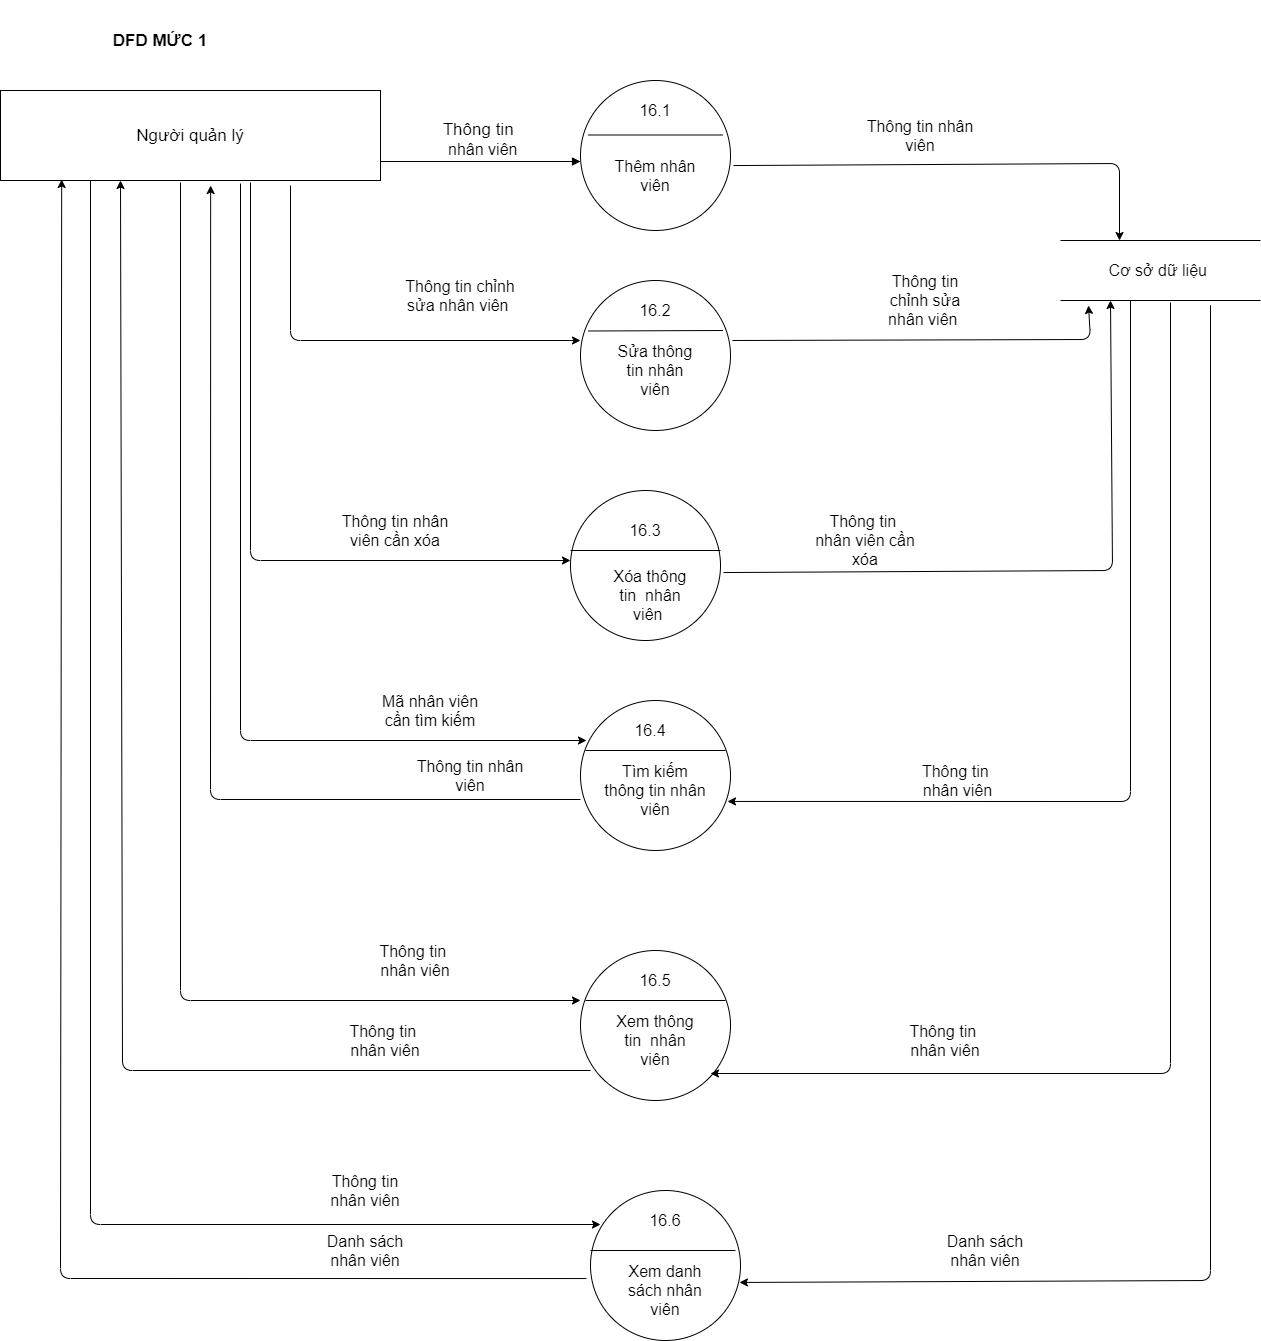 DFD MỨC 1
Người quản lý
Thông tin
nhân viên
16.1
Thêm nhân
viên
Thông tin nhân
viên
Cơ sở dữ liệu
Thông tin chỉnh
sửa nhân viên
16.2
Sửa thông
tin nhân
viên
Thông tin
chỉnh sửa
nhân viên
Thông tin nhân
viên cần xóa
16.3
Xóa thông
tin nhân
viên
Thông tin
nhân viên cần
xóa
Mã nhân viên
cần tìm kiếm
Thông tin nhân
viên
16.4
Tìm kiếm
thông tin nhân
viên
Thông tin
nhân viên
Thông tin
nhân viên
Thông tin
nhân viên
16.5
Xem thông
tin nhân
viên
Thông tin
nhân viên
Thông tin
nhân viên
Danh sách
nhân viên
16.6
Xem danh
sách nhân
viên
Danh sách
nhân viên